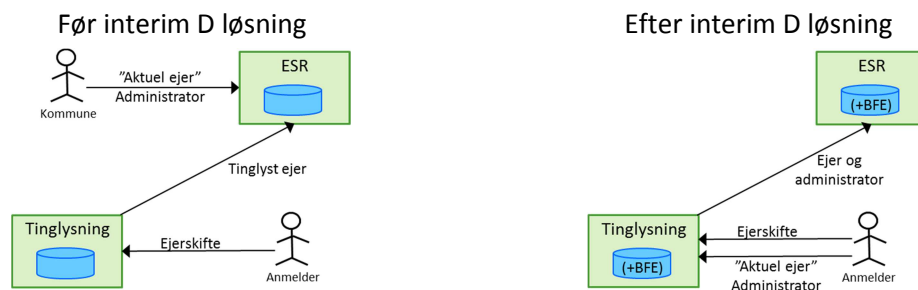 Før interim D løsning
ESR
"Aktuel ejer"
Administrator
Kommune
Tinglyst ejer
Tinglysning
Ejerskifte
Anmelder
Efter interim D løsning
ESR
(+BFE)
Ejer og
administrator
Tinglysning
(+BFE)
Ejerskifte
"Aktuel ejer"
Administrator
Anmelder